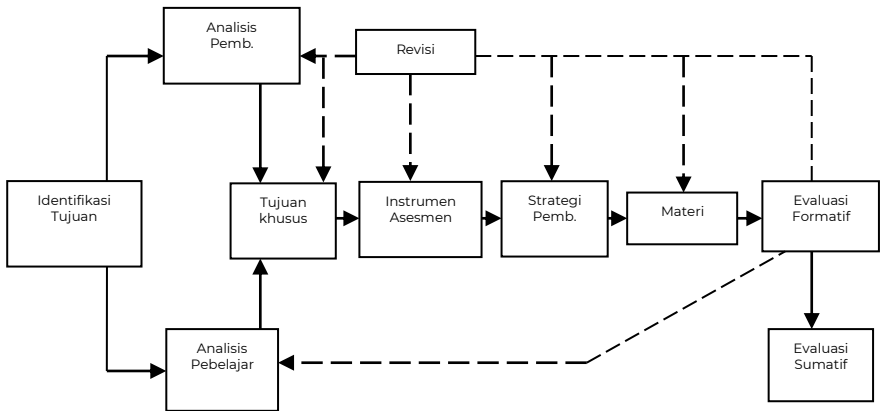 Analisis
Pemb.
Revisi
Identifikasi
Tujuan
Tujuan
khusus
Instrumen
Asesmen
Strategi
Pemb.
Materi
Evaluasi
Formatif
Analisis
Pebelajar
Evaluasi
Sumatif